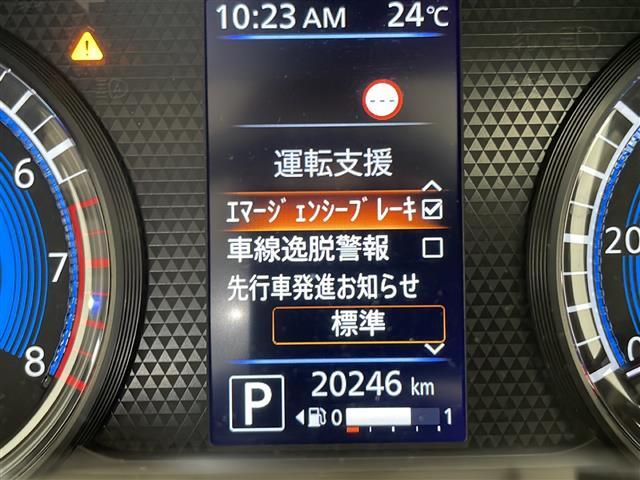 10:23 AM 24℃
---
運転支援
ｴﾏｰｼﾞｪﾝｼｰﾌﾞﾚｰｷ
車線逸脱警報
先行車発進お知らせ
標準
P 20246 km
0 1
6
7
8
20
0